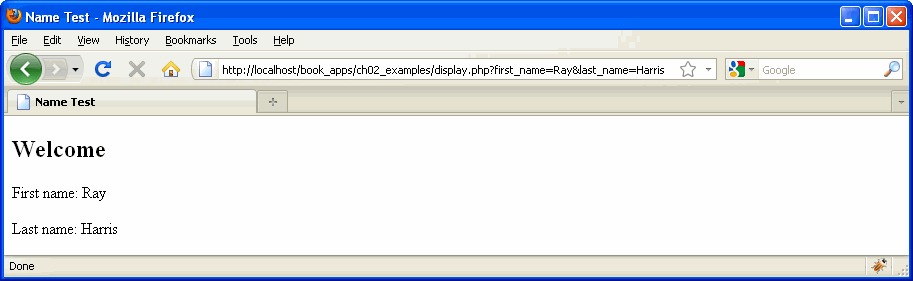 Name Test - Mozilla Firefox
File Edit View History Bookmarks Tools Help
http://localhost/book_apps/ch02_examples/display.php?first_name=Ray&last_name=Harris Google
Name Test
Welcome
First name: Ray
Last name: Harris
Done